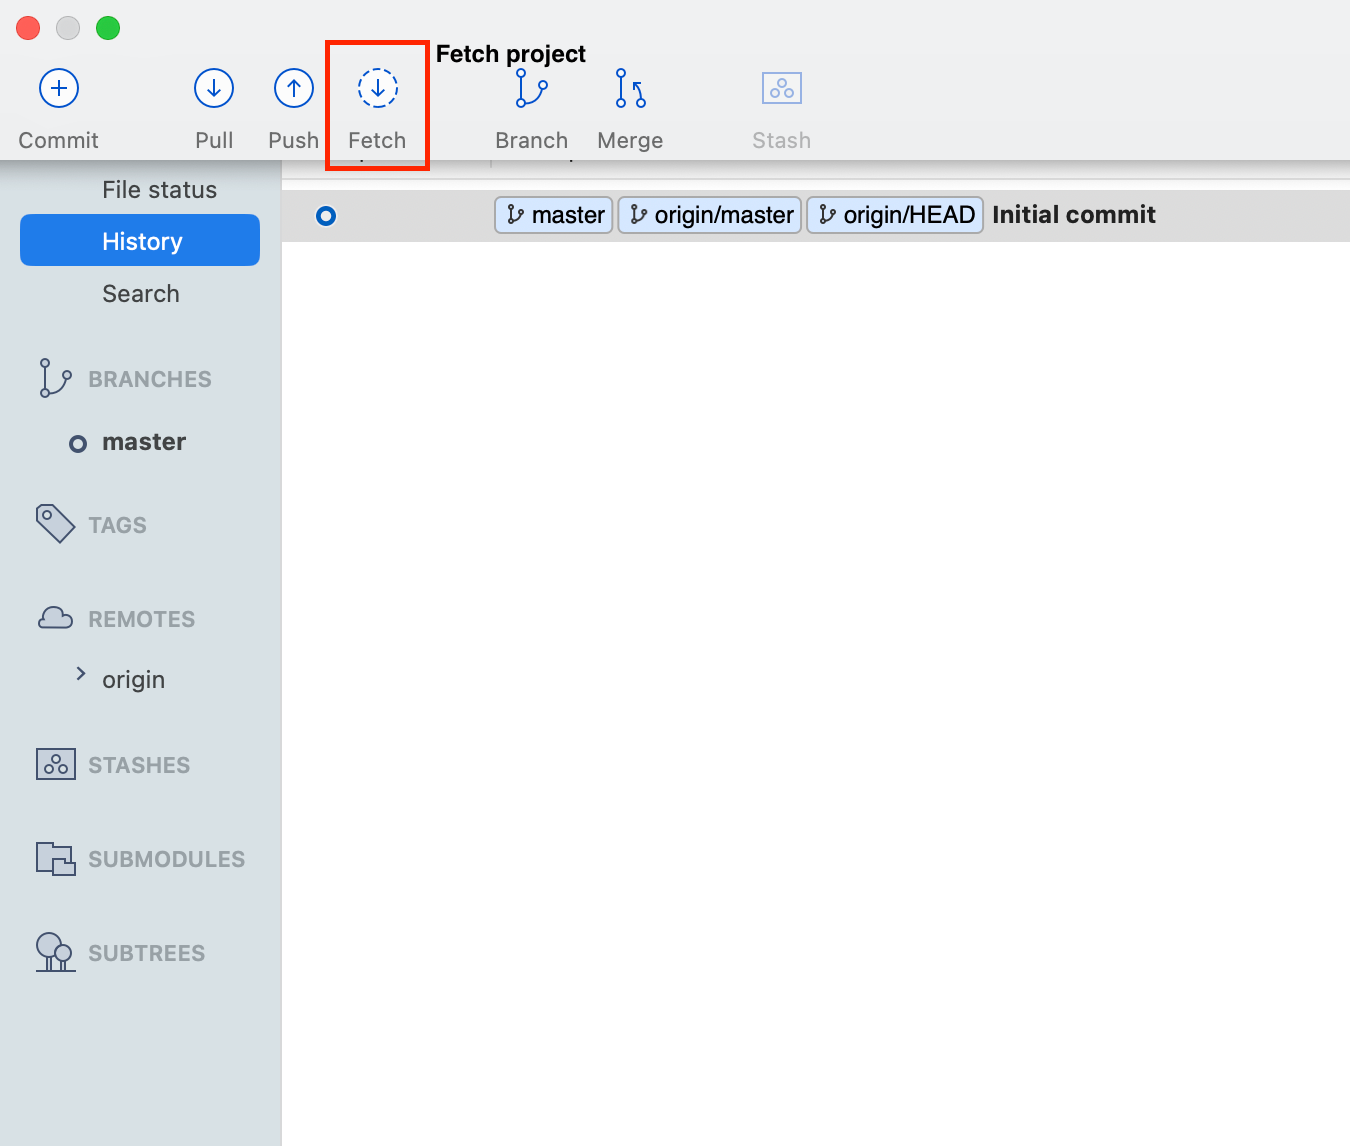 Fetch project
Commit Pull Push Fetch Branch Merge Stash
File status
master origin/master origin/HEAD Initial commit
History
Search
BRANCHES
master
TAGS
REMOTES
origin
STASHES
SUBMODULES
SUBTREES